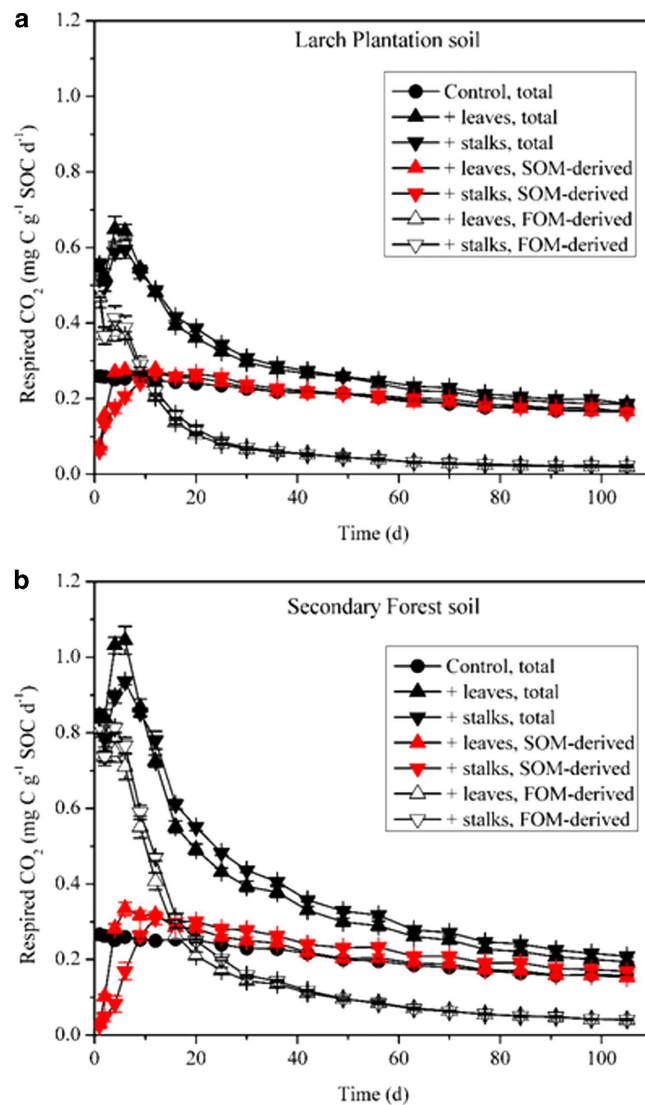 a
Larch Plantation soil
Control, total
+ leaves, total
+ stalks, total
+ leaves, SOM-derived
+ stalks, SOM-derived
+ leaves, FOM-derived
+ stalks, FOM-derived
Respired CO₂ (mg C g⁻¹ SOC d⁻¹)
1.2
1.0
0.8
0.6
0.4
0.2
0.0
0 20 40 60 80 100
Time (d)
b
Secondary Forest soil
Control, total
+ leaves, total
+ stalks, total
+ leaves, SOM-derived
+ stalks, SOM-derived
+ leaves, FOM-derived
+ stalks, FOM-derived
Respired CO₂ (mg C g⁻¹ SOC d⁻¹)
1.2
1.0
0.8
0.6
0.4
0.2
0.0
0 20 40 60 80 100
Time (d)